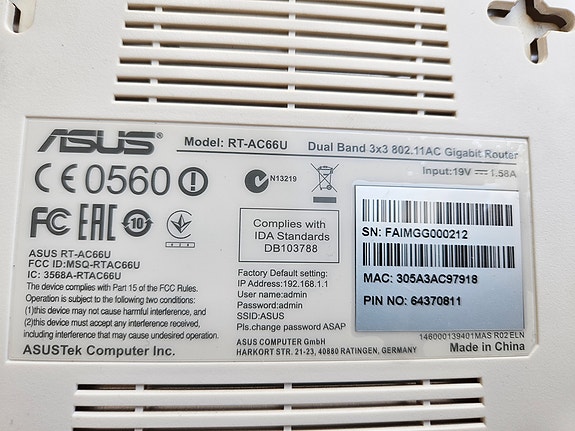 ASUS®
Model: RT-AC66U
Dual Band 3x3 802.11AC Gigabit Router
Input:19V 1.58A
CE0560
N13219
FC EAC 10
Complies with
IDA Standards
DB103788
SN: FAIMGG000212
MAC: 305A3AC97918
PIN NO: 64370811
ASUS RT-AC66U
FCC ID:MSQ-RTAC66U
IC: 3568A-RTAC66U
The device complies with Part 15 of the FCC Rules.
Operation is subject to the following two conditions:
(1)this device may not cause harmful interference, and
(2)this device must accept any interference received,
including interference that may cause undesired operation.
ASUSTek Computer Inc.
Factory Default setting:
IP Address:192.168.1.1
User name:admin
Password:admin
SSID:ASUS
Pls.change password ASAP
ASUS COMPUTER GmbH
HARKORT STR. 21-23, 40880 RATINGEN, GERMANY
146000139401MAS R02 ELN
Made in China